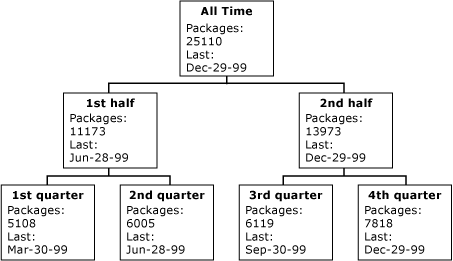 All Time
Packages:
25110
Last:
Dec-29-99
1st half
Packages:
11173
Last:
Jun-28-99
2nd half
Packages:
13973
Last:
Dec-29-99
1st quarter
Packages:
5108
Last:
Mar-30-99
2nd quarter
Packages:
6005
Last:
Jun-28-99
3rd quarter
Packages:
6119
Last:
Sep-30-99
4th quarter
Packages:
7818
Last:
Dec-29-99